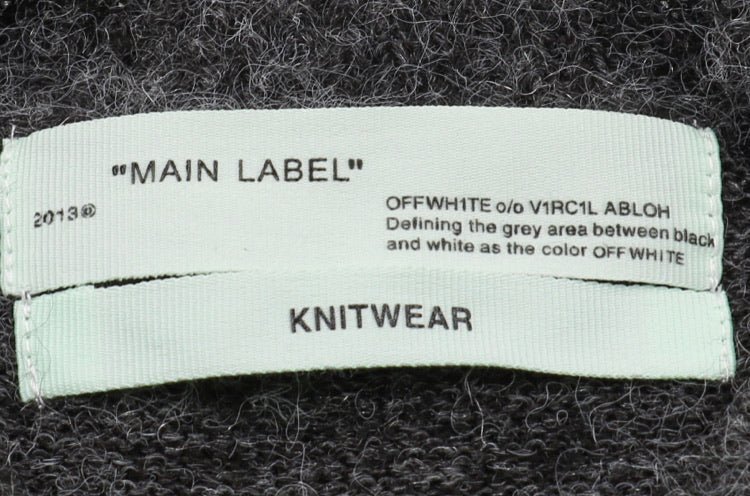 "MAIN LABEL"
2013®
OFFWH1TE o/o V1RC1L ABLOH
Defining the grey area between black
and white as the color OFF WHITE
KNITWEAR